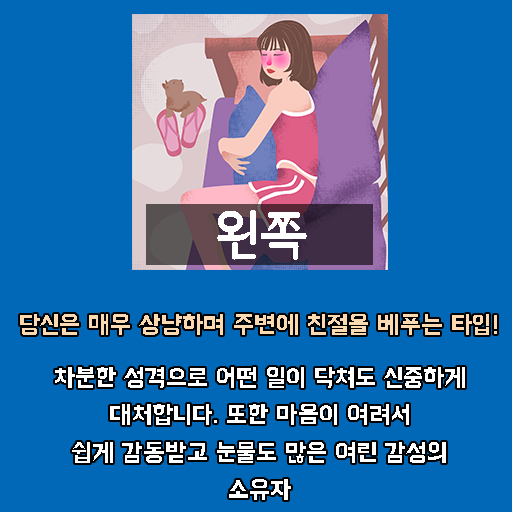 왼쪽
당신은 매우 상냥하며 주변에 친절을 베푸는 타입!
차분한 성격으로 어떤 일이 닥쳐도 신중하게
대처합니다. 또한 마음이 여려서
쉽게 감동받고 눈물도 많은 여린 감성의
소유자